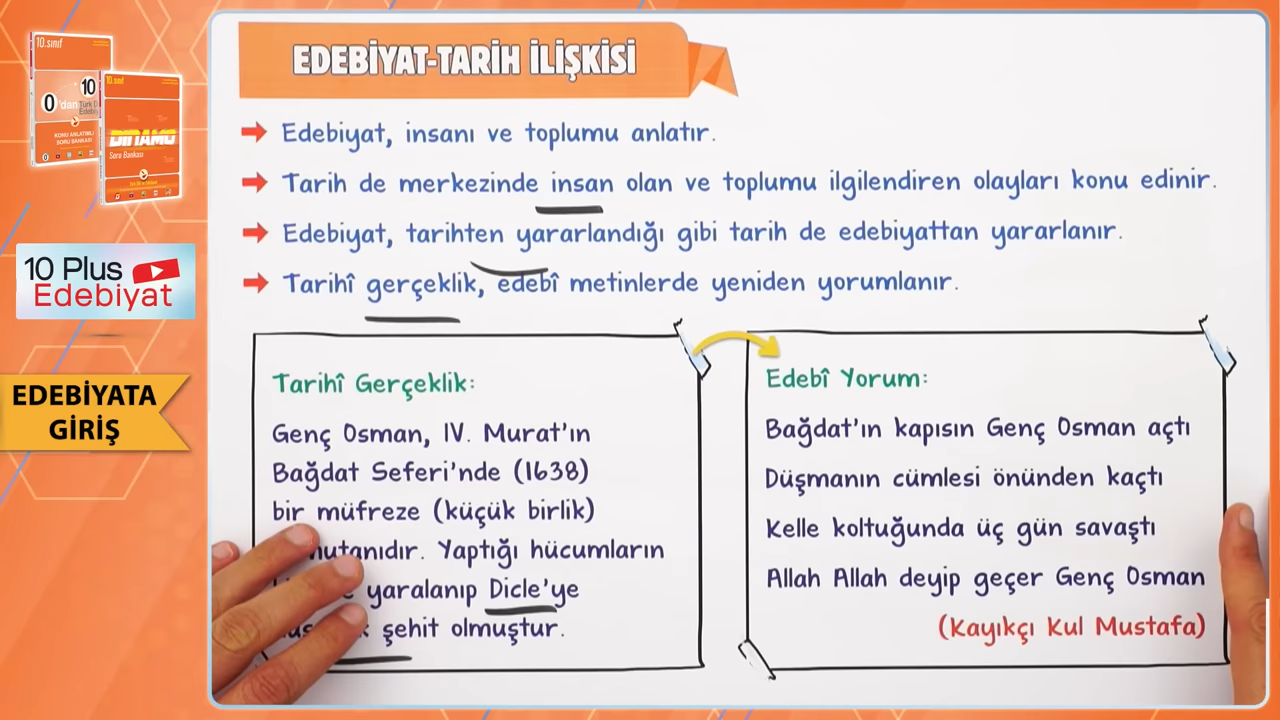 10.sınıf
0'dan 10
KONU ANLATIMLI
SORU BANKASI
10.sınıf
DİNAMO
Soru Bankası
10 Plus
Edebiyat
EDEBİYATA
GİRİŞ
EDEBİYAT-TARİH İLİŞKİSİ
Edebiyat, insanı ve toplumu anlatır.
Tarih de merkezinde insan olan ve toplumu ilgilendiren olayları konu edinir.
Edebiyat, tarihten yararlandığı gibi tarih de edebiyattan yararlanır.
Tarihî gerçeklik, edebî metinlerde yeniden yorumlanır.
Tarihî Gerçeklik:
Genç Osman, IV. Murat'ın
Bağdat Seferi'nde (1638)
bir müfreze (küçük birlik)
Yaptığı hücumların
yaralanıp Dicle'ye
şehit olmuştur.
Edebî Yorum:
Bağdat'ın kapısın Genç Osman açtı
Düşmanın cümlesi önünden kaçtı
Kelle koltuğunda üç gün savaştı
Allah Allah deyip geçer Genç Osman
(Kayıkçı Kul Mustafa)